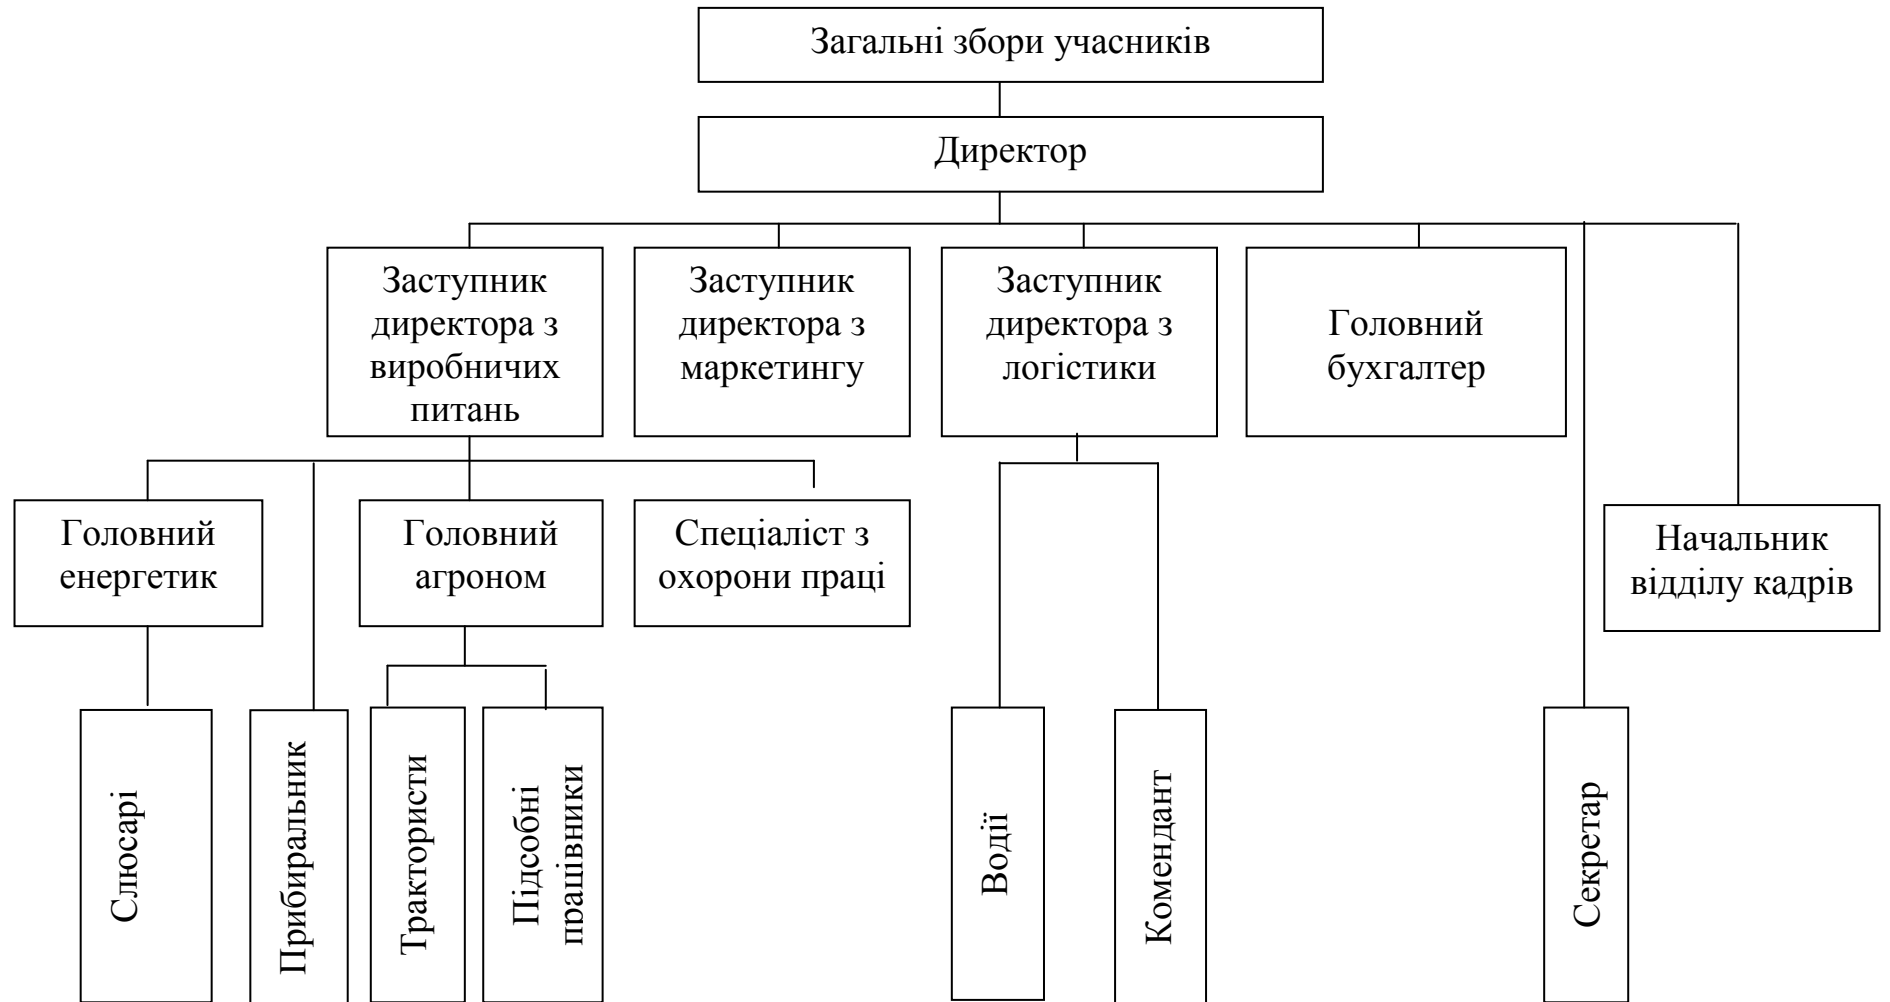 Загальні збори учасників
Директор
Заступник
директора з
виробничих
питань
Заступник
директора з
маркетингу
Заступник
директора з
логістики
Головний
бухгалтер
Головний
енергетик
Головний
агроном
Спеціаліст з
охорони праці
Начальник
відділу кадрів
Слюсарі
Прибиральник
Трактористи
Підсобні
працівники
Водії
Комендант
Секретар